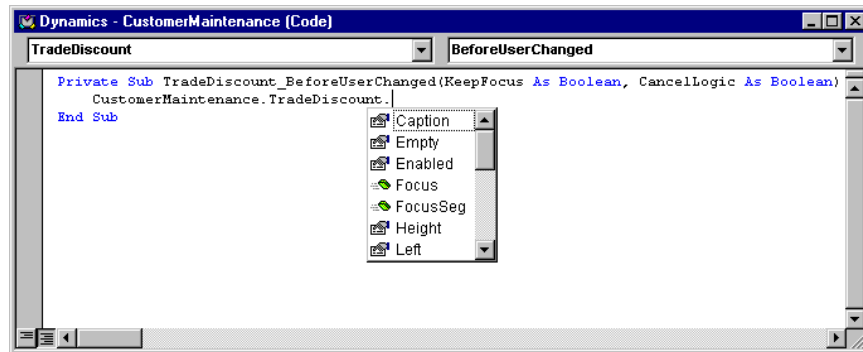 Dynamics - CustomerMaintenance (Code)
TradeDiscount BeforeUserChanged
Private Sub TradeDiscount_BeforeUserChanged(KeepFocus As Boolean, CancelLogic As Boolean)
CustomerMaintenance.TradeDiscount.
End Sub
Caption
Empty
Enabled
Focus
FocusSeg
Height
Left